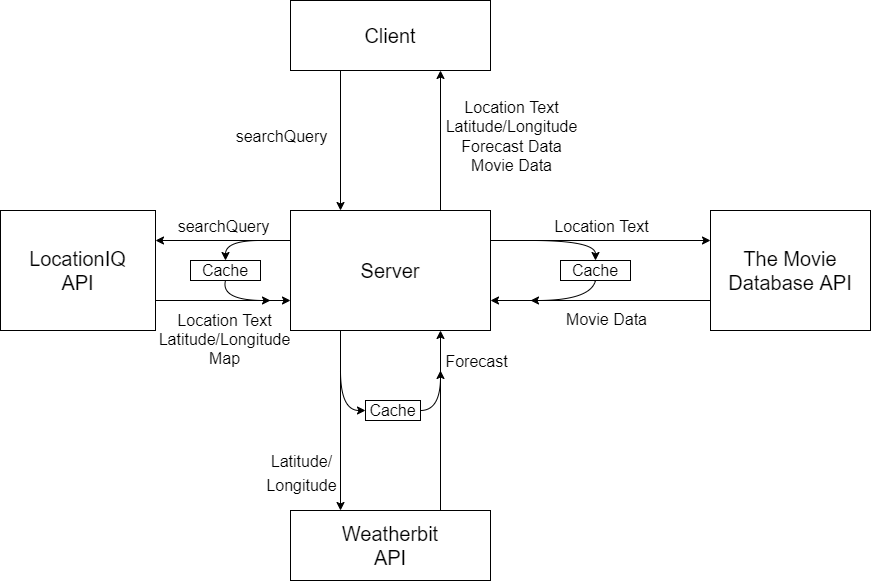 Client
searchQuery
Location Text
Latitude/Longitude
Forecast Data
Movie Data
LocationIQ
API
searchQuery
Cache
Location Text
Latitude/Longitude
Map
Server
Location Text
Cache
Movie Data
The Movie
Database API
Forecast
Cache
Latitude/
Longitude
Weatherbit
API